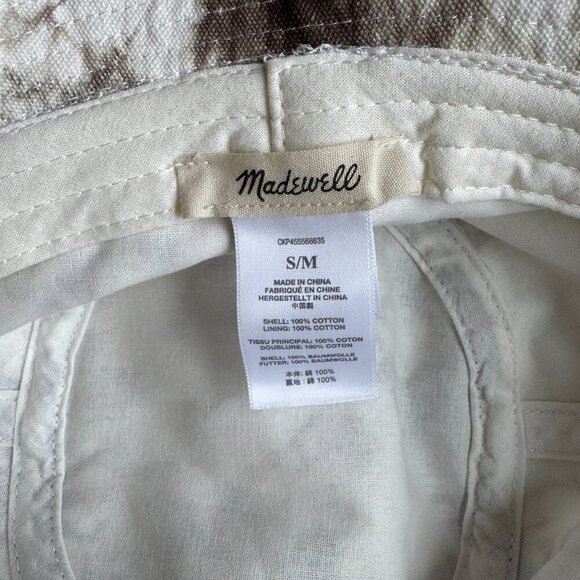 Madewell
CKP455566635
S/M
MADE IN CHINA
FABRIQUÉ EN CHINE
HERGESTELLT IN CHINA
中国製
SHELL: 100% COTTON
LINING: 100% COTTON
TISSU PRINCIPAL: 100% COTON
DOUBLURE: 100% COTON
SHELL: 100% BAUMWOLLE
FUTTER: 100% BAUMWOLLE
本体: 綿 100%
裏地: 綿 100%